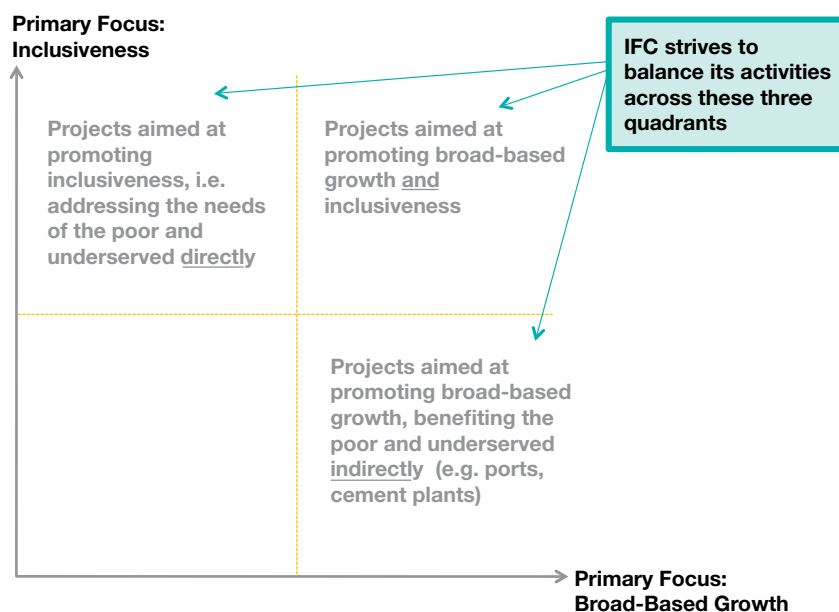 Primary Focus:
Inclusiveness
IFC strives to
balance its activities
across these three
quadrants
Projects aimed at
promoting
inclusiveness, i.e.
addressing the needs
of the poor and
underserved directly
Projects aimed at
promoting broad-based
growth and
inclusiveness
Projects aimed at
promoting broad-based
growth, benefiting the
poor and underserved
indirectly (e.g. ports,
cement plants)
Primary Focus:
Broad-Based Growth